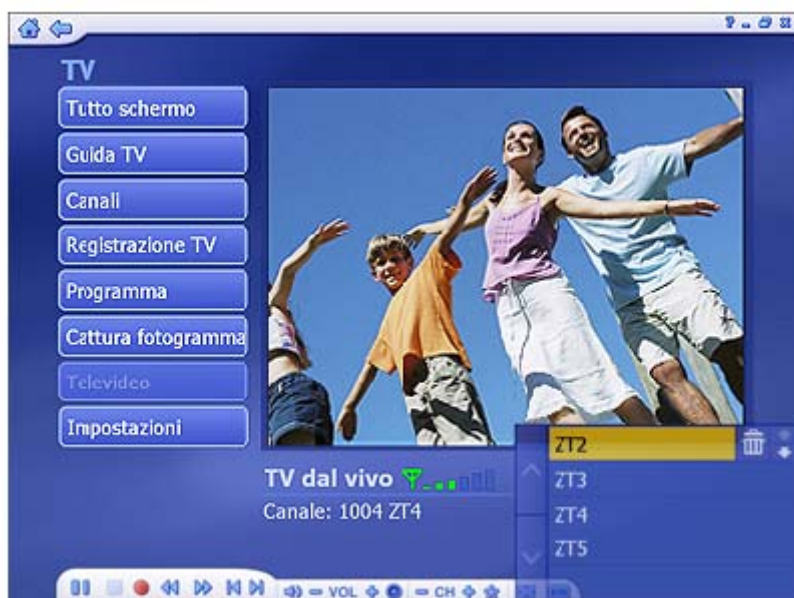 TV
Tutto schermo
Guida TV
Canali
Registrazione TV
Programma
Cattura fotogramma
Televideo
Impostazioni
TV dal vivo
Canale: 1004 ZT4
ZT2
ZT3
ZT4
ZT5
VOL
CH